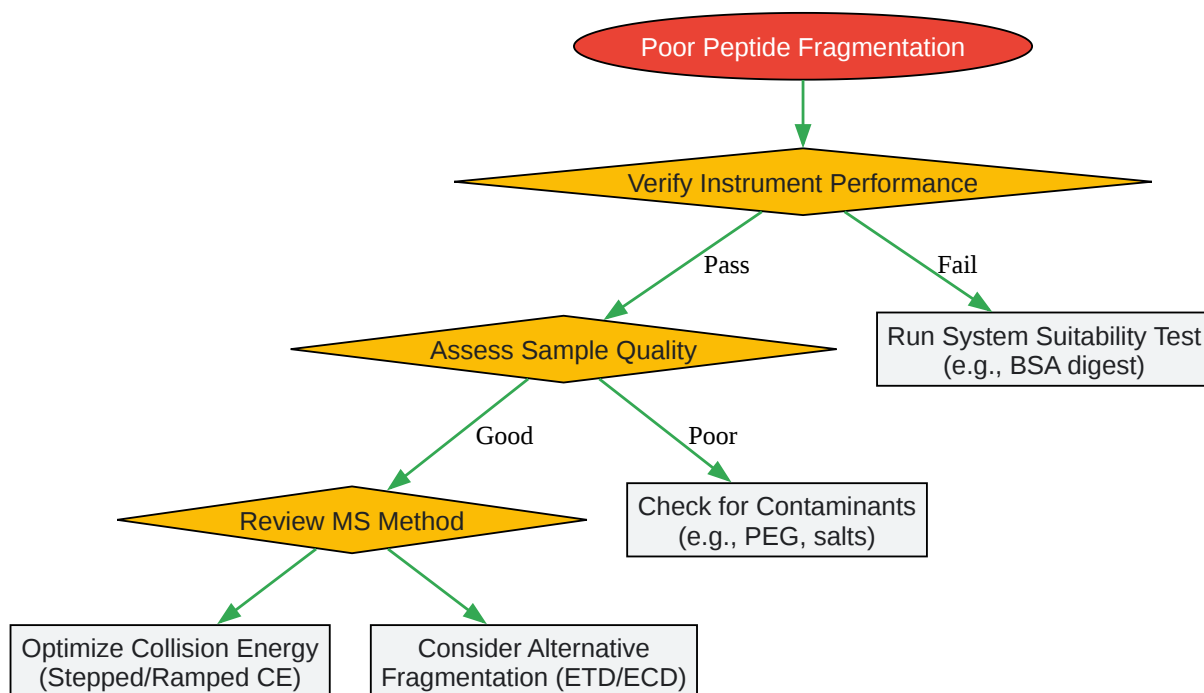 Poor Peptide Fragmentation
Verify Instrument Performance
Pass
Fail
Assess Sample Quality
Run System Suitability Test
(e.g., BSA digest)
Good
Poor
Review MS Method
Check for Contaminants
(e.g., PEG, salts)
Optimize Collision Energy
(Stepped/Ramped CE)
Consider Alternative
Fragmentation (ETD/ECD)